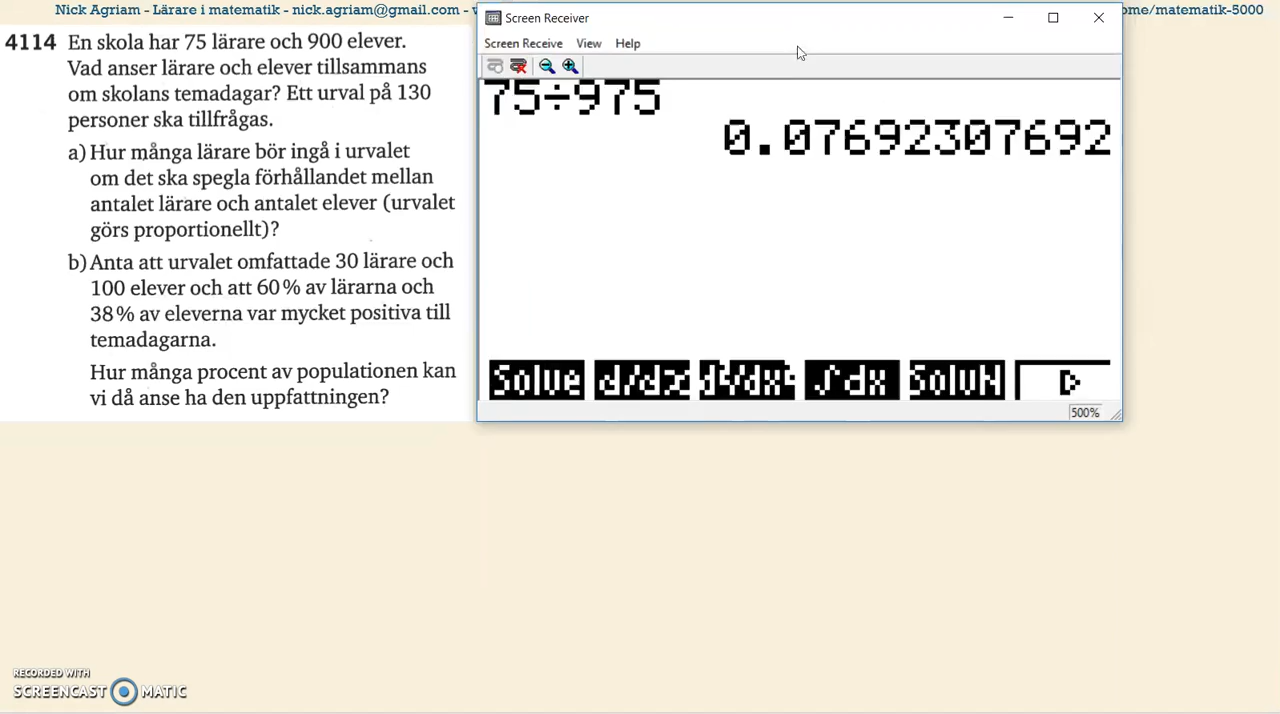 Nick Agriam - Lärare i matematik - nick.agriam@gmail.com -
ome/matematik-5000
4114 En skola har 75 lärare och 900 elever.
Vad anser lärare och elever tillsammans
om skolans temadagar? Ett urval på 130
personer ska tillfrågas.
a) Hur många lärare bör ingå i urvalet
om det ska spegla förhållandet mellan
antalet lärare och antalet elever (urvalet
görs proportionellt)?
b) Anta att urvalet omfattade 30 lärare och
100 elever och att 60 % av lärarna och
38 % av eleverna var mycket positiva till
temadagarna.
Hur många procent av populationen kan
vi då anse ha den uppfattningen?
Screen Receiver
Screen Receive View Help
75÷975
0.07692307692
Solve d/dx d²/dx² ∫dx SolvN ▷
500%
RECORDED WITH
SCREENCAST MATIC